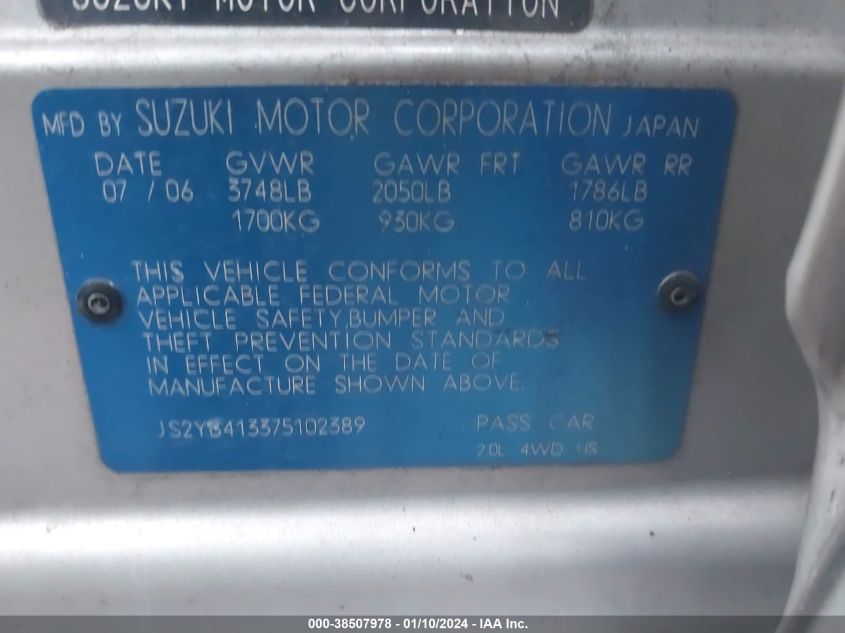 SUZUKI MOTOR CORPORATION
MFD BY SUZUKI MOTOR CORPORATION JAPAN
DATE GVWR GAWR FRT GAWR RR
07 / 06 3748LB 2050LB 1786LB
1700KG 930KG 810KG
THIS VEHICLE CONFORMS TO ALL
APPLICABLE FEDERAL MOTOR
VEHICLE SAFETY,BUMPER AND
THEFT PREVENTION STANDARDS
IN EFFECT ON THE DATE OF
MANUFACTURE SHOWN ABOVE.
JS2YB413375102389 PASS CAR
2.0L 4WD US
000-38507978 - 01/10/2024 - IAA Inc.